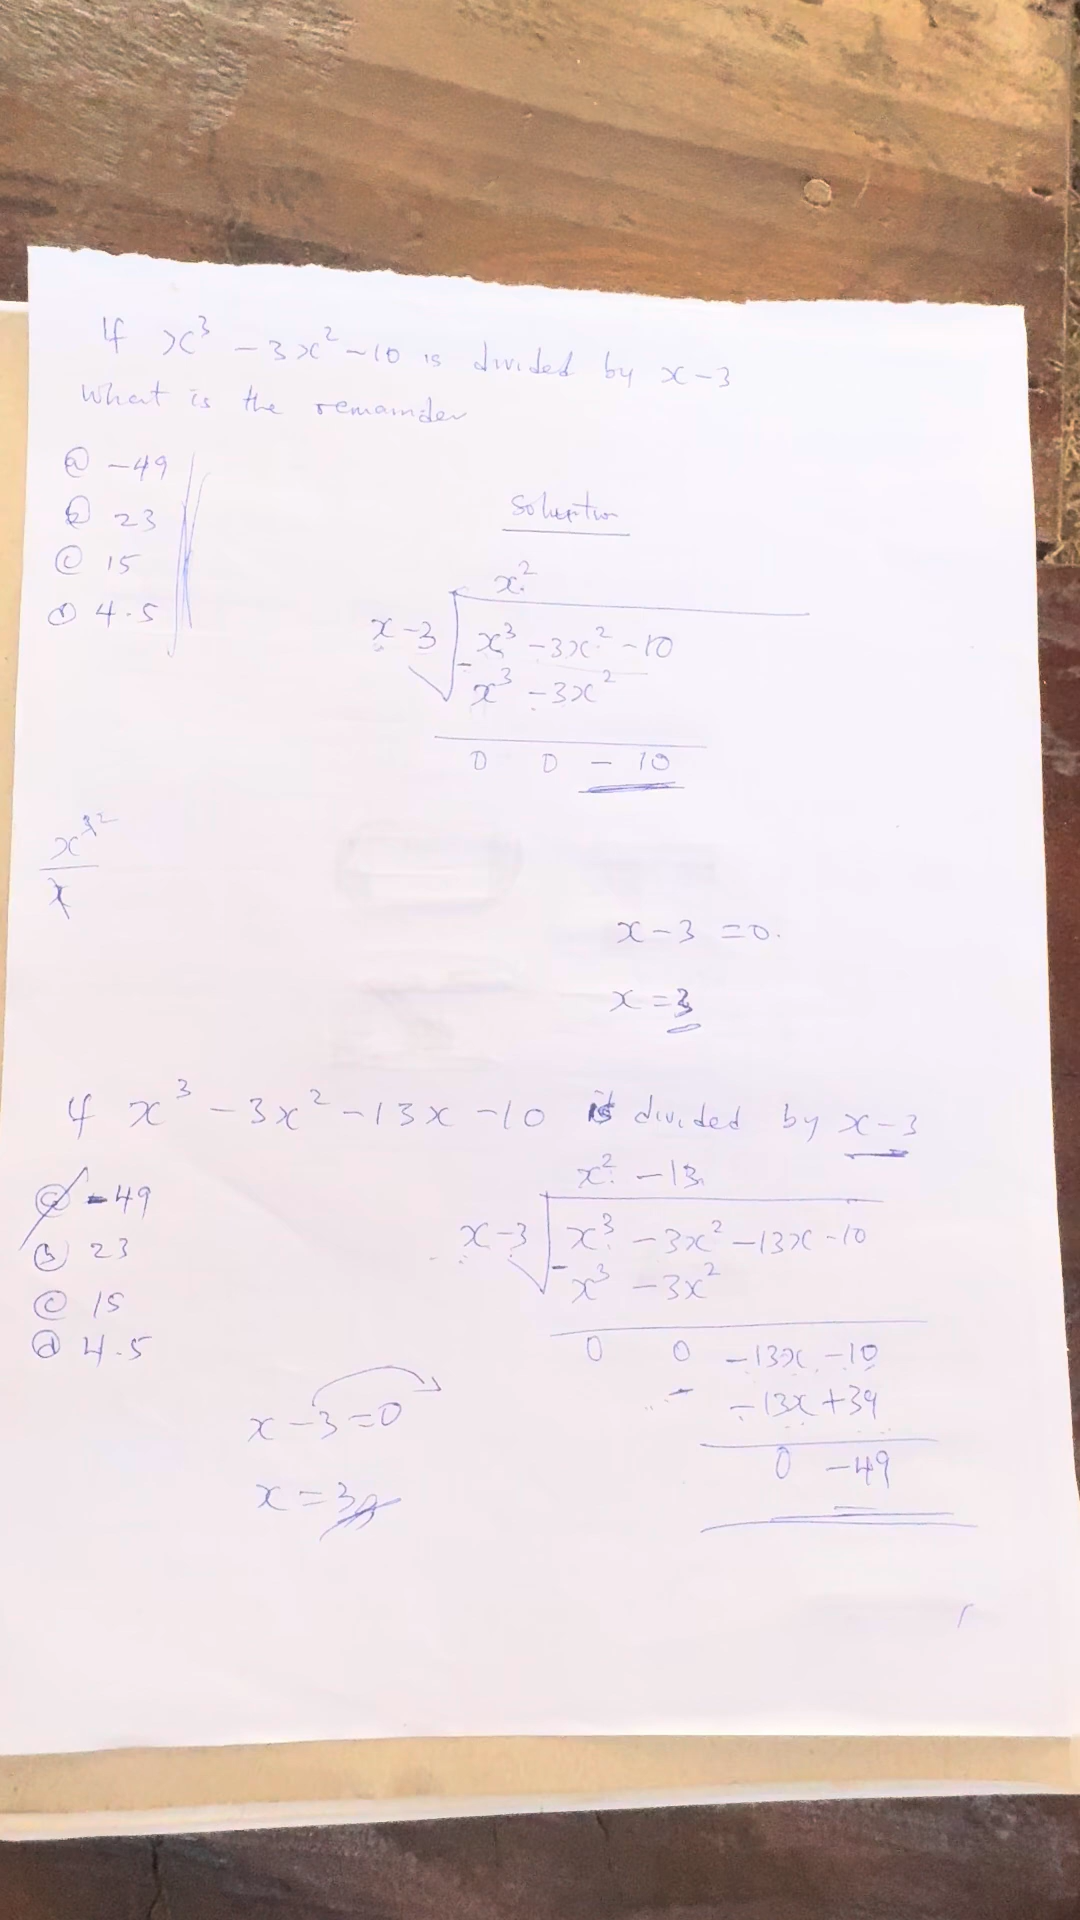 If x³ - 3x² - 10 is divided by x - 3
What is the remainder
ⓐ -49
ⓑ 23
ⓒ 15
ⓓ 4.5
Solution
x²
x - 3 x³ - 3x² - 10
- x³ - 3x²
0 0 - 10
x³ ²
x
x - 3 = 0.
x = 3
If x³ - 3x² - 13x - 10 is divided by x - 3
ⓐ -49
ⓑ 23
ⓒ 15
ⓓ 4.5
x² - 13
x - 3 x³ - 3x² - 13x - 10
- x³ - 3x²
0 0 - 13x - 10
- - 13x + 39
0 - 49
x - 3 = 0
x = 3